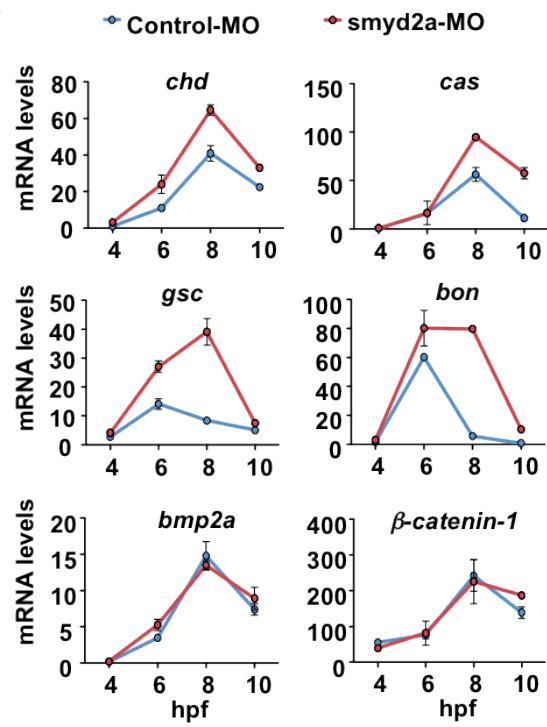 Control-MO smyd2a-MO
chd cas
mRNA levels
80
60
40
20
0
4 6 8 10
150
100
50
0
4 6 8 10
gsc bon
mRNA levels
50
40
30
20
10
0
4 6 8 10
100
80
60
40
20
0
4 6 8 10
bmp2a β-catenin-1
mRNA levels
20
15
10
5
0
4 6 8 10
hpf
400
300
200
100
0
4 6 8 10
hpf